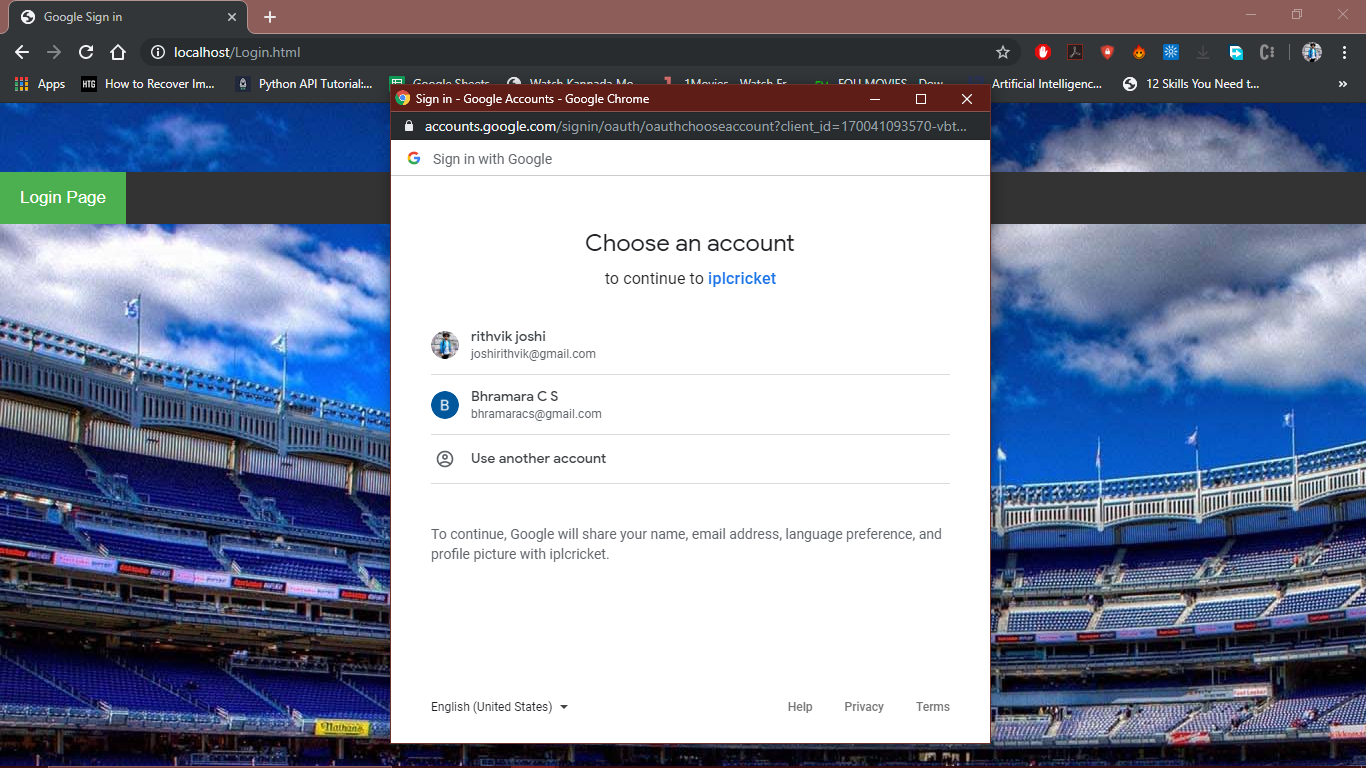 Google Sign in
localhost/Login.html
Apps
HTG How to Recover Im...
Python API Tutorial:...
Google Sheets
Watch Kannada Mo
1Movies - Watch Fr
Artificial Intelligenc...
12 Skills You Need t...
»
Sign in - Google Accounts - Google Chrome
accounts.google.com/signin/oauth/oauthchooseaccount?client_id=170041093570-vbt...
G Sign in with Google
Login Page
Choose an account
to continue to iplcricket
rithvik joshi
joshirithvik@gmail.com
B
Bhramara C S
bhramaracs@gmail.com
Use another account
To continue, Google will share your name, email address, language preference, and
profile picture with iplcricket.
English (United States)
Help
Privacy
Terms
Nathan's